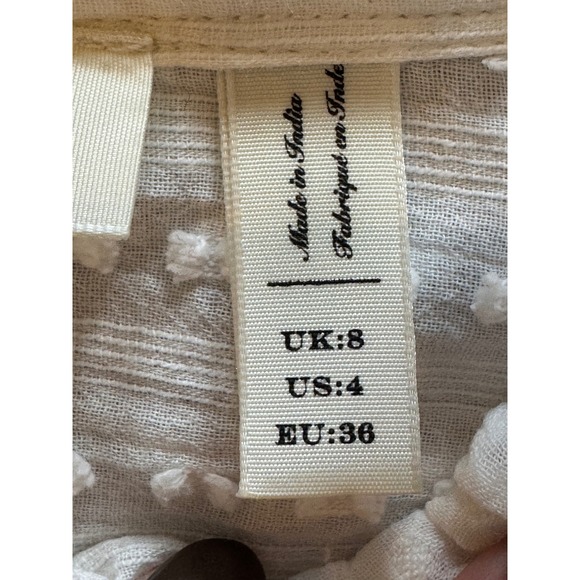 Made in India
Fabriqué en Inde
UK:8
US:4
EU:36